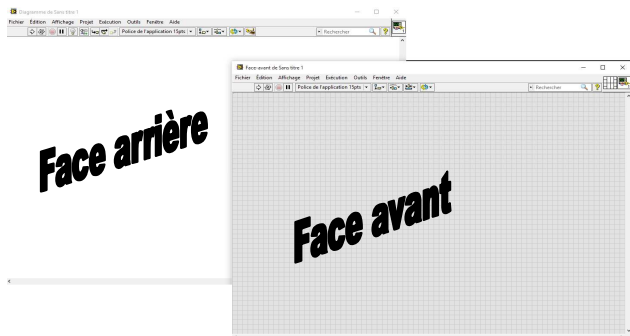 Diagramme de Sans titre 1
Fichier Édition Affichage Projet Exécution Outils Fenêtre Aide
Police de l'application 15pts
Rechercher
Face arrière
Face-avant de Sans titre 1
Fichier Édition Affichage Projet Exécution Outils Fenêtre Aide
Police de l'application 15pts
Rechercher
Face avant